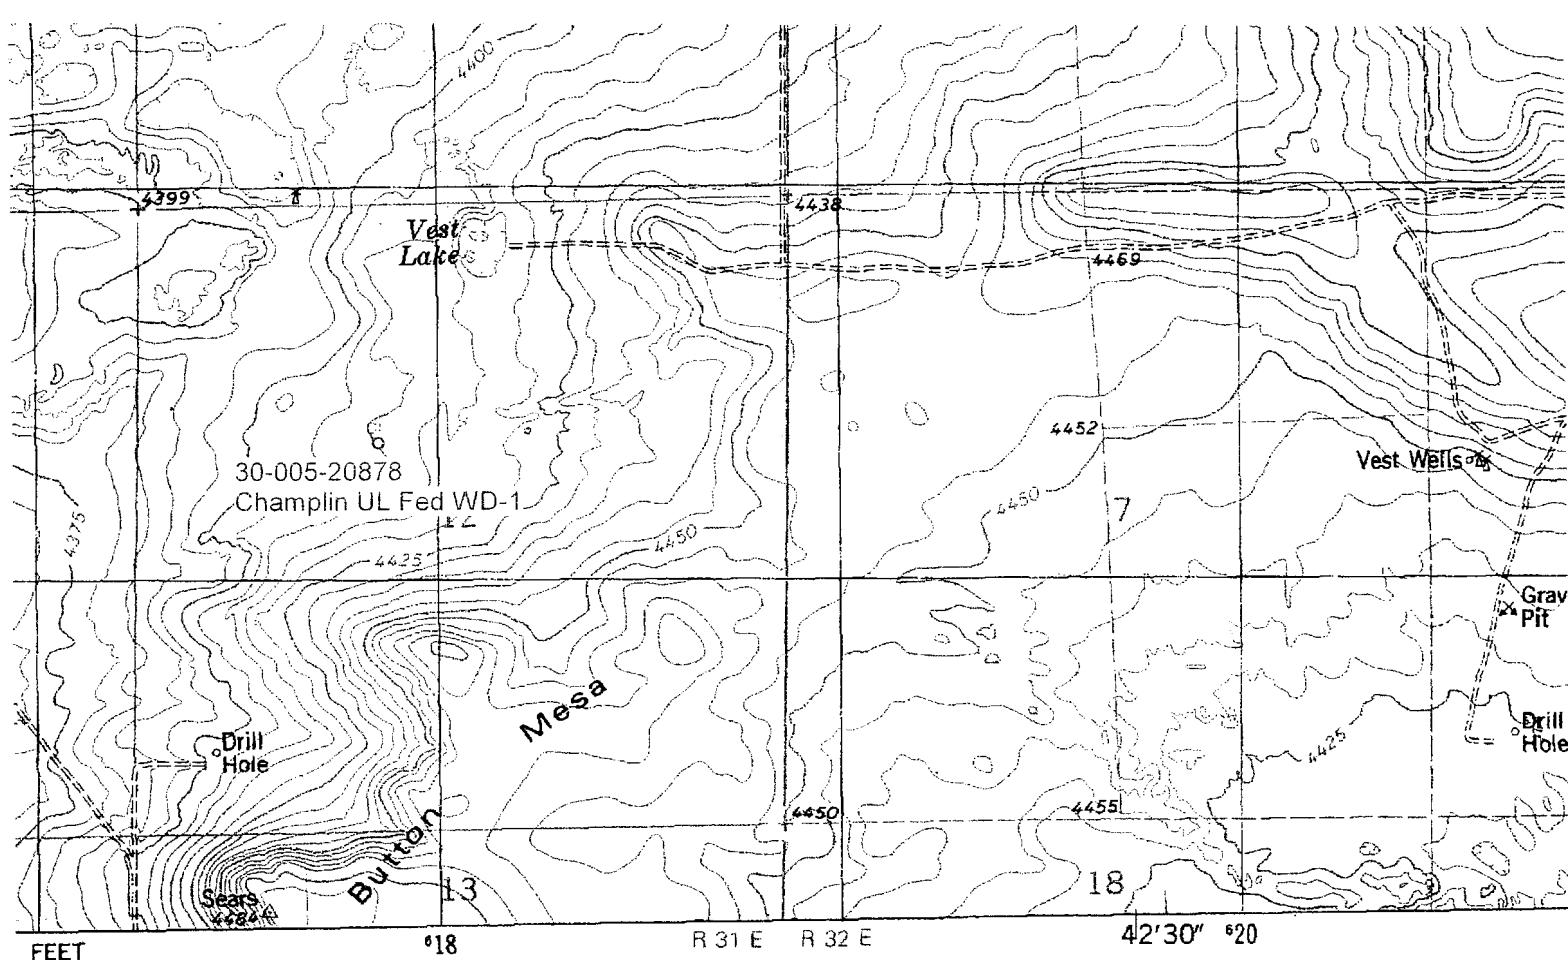 4400
4399
4438
Vest
Lake
4469
4452
Vest Wells
30-005-20878
Champlin UL Fed WD-1
12
4450
7
4375
4425
4450
Grav
Pit
Mesa
Drill
Hole
Drill
Hole
4425
4450
4455
Button
13
18
Sears
4484
FEET
618
R 31 E
R 32 E
42'30"
620